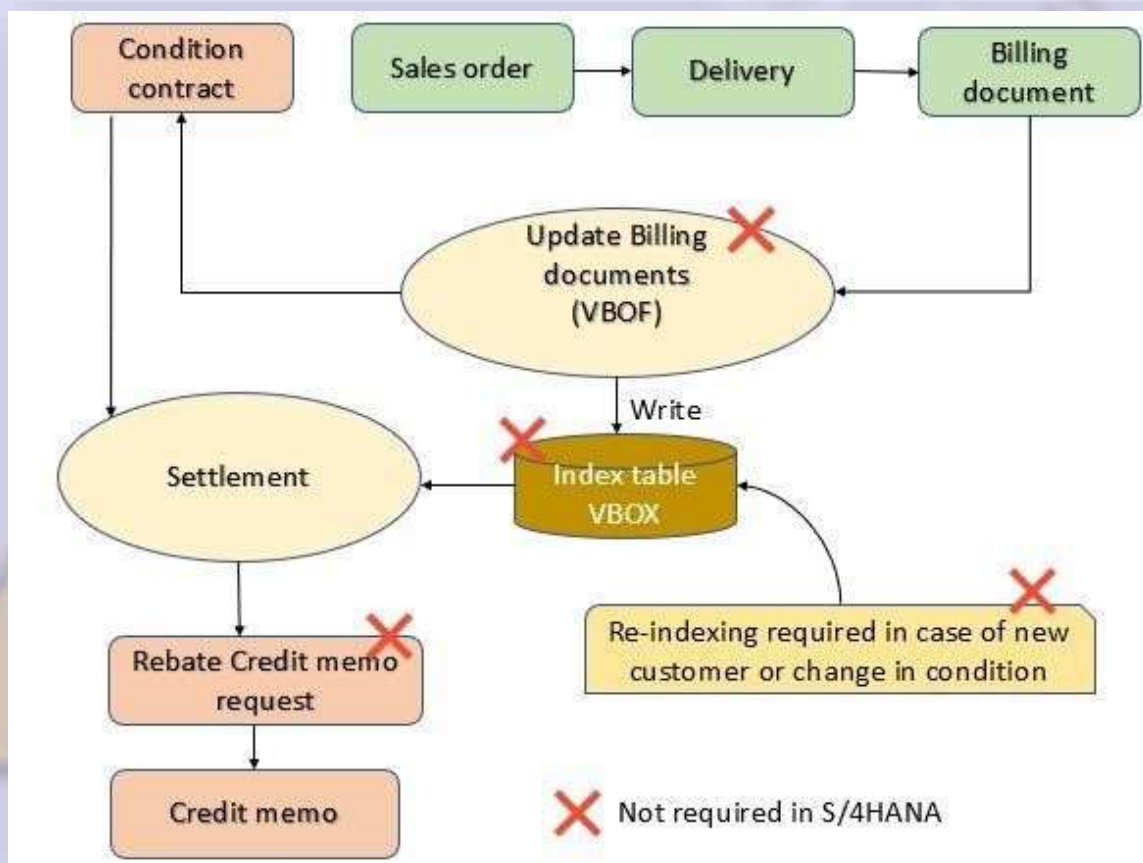 Condition
contract
Sales order
Delivery
Billing
document
Update Billing
documents
(VBOF)
Write
Settlement
Index table
VBOX
Rebate Credit memo
request
Re-indexing required in case of new
customer or change in condition
Credit memo
Not required in S/4HANA